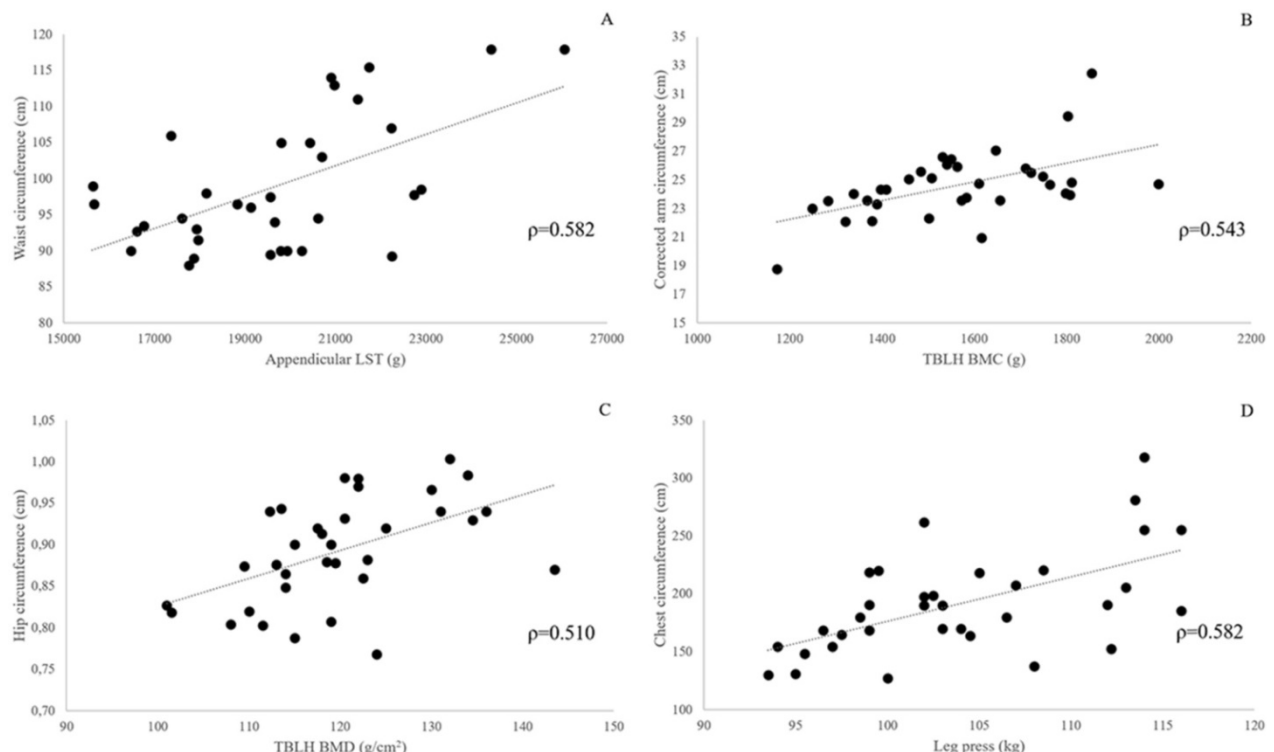 A
Waist circumference (cm)
120
115
110
105
100
95
90
85
80
ρ=0.582
15000 17000 19000 21000 23000 25000 27000
Appendicular LST (g)
B
Corrected arm circumference (cm)
35
33
31
29
27
25
23
21
19
17
15
ρ=0.543
1000 1200 1400 1600 1800 2000 2200
TBLH BMC (g)
C
Hip circumference (cm)
1,05
1,00
0,95
0,90
0,85
0,80
0,75
0,70
ρ=0.510
90 100 110 120 130 140 150
TBLH BMD (g/cm²)
D
Chest circumference (cm)
350
300
250
200
150
100
ρ=0.582
90 95 100 105 110 115 120
Leg press (kg)